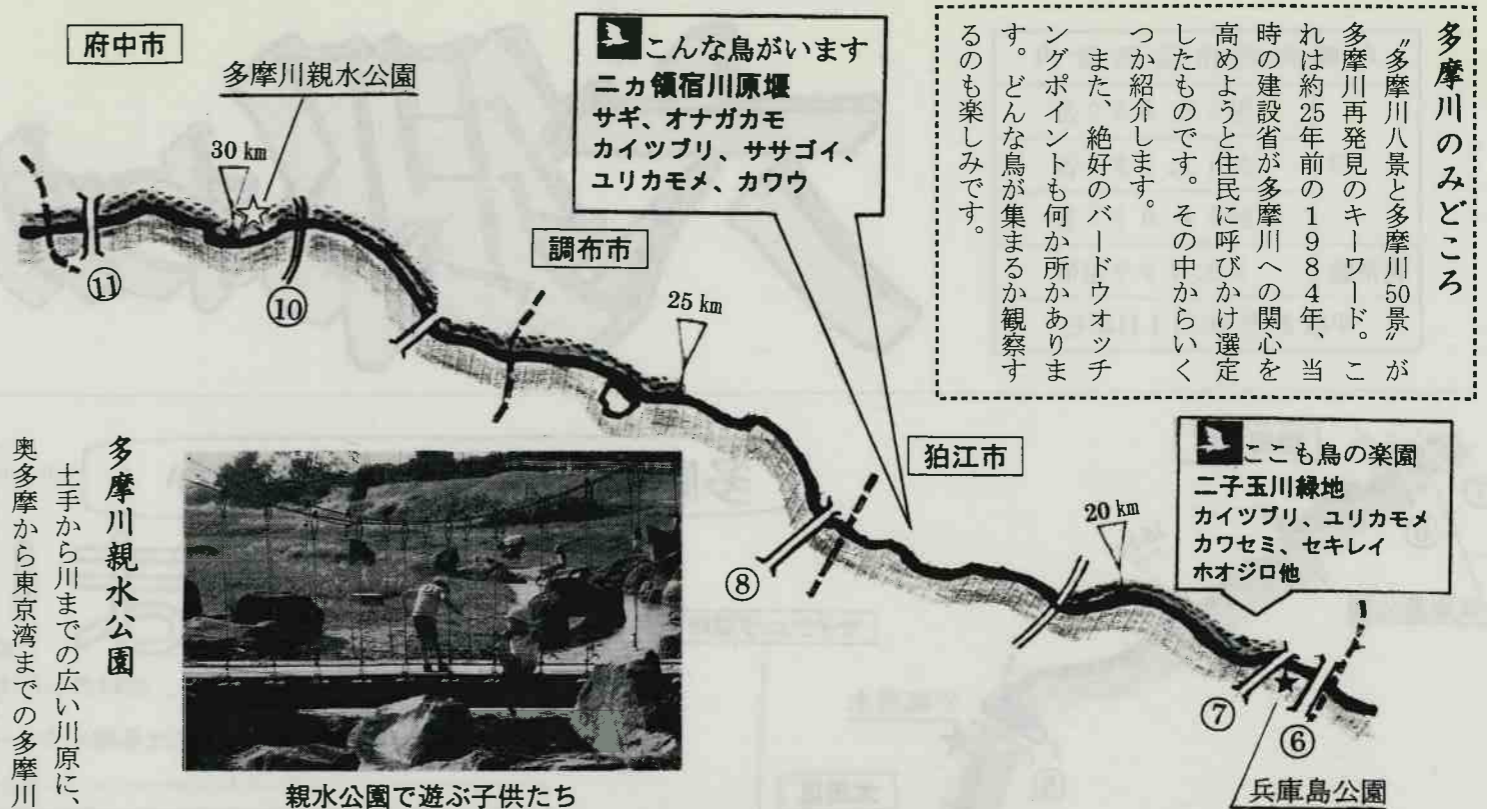 多摩川のみどころ
〝多摩川八景と多摩川50景〟が
多摩川再発見のキーワード。こ
れは約25年前の1984年、当
時の建設省が多摩川への関心を
高めようと住民に呼びかけ選定
したものです。その中からいく
つか紹介します。
また、絶好のバードウオッチ
ングポイントも何か所かありま
す。どんな鳥が集まるか観察す
るのも楽しみです。
こんな鳥がいます
二ヵ領宿川原堰
サギ、オナガカモ
カイツブリ、ササゴイ、
ユリカモメ、カワウ
府中市
多摩川親水公園
30 km
⑪
⑩
調布市
25 km
狛江市
⑧
20 km
ここも鳥の楽園
二子玉川緑地
カイツブリ、ユリカモメ
カワセミ、セキレイ
ホオジロ他
⑦
⑥
兵庫島公園
親水公園で遊ぶ子供たち
多摩川親水公園
土手から川までの広い川原に、
奥多摩から東京湾までの多摩川